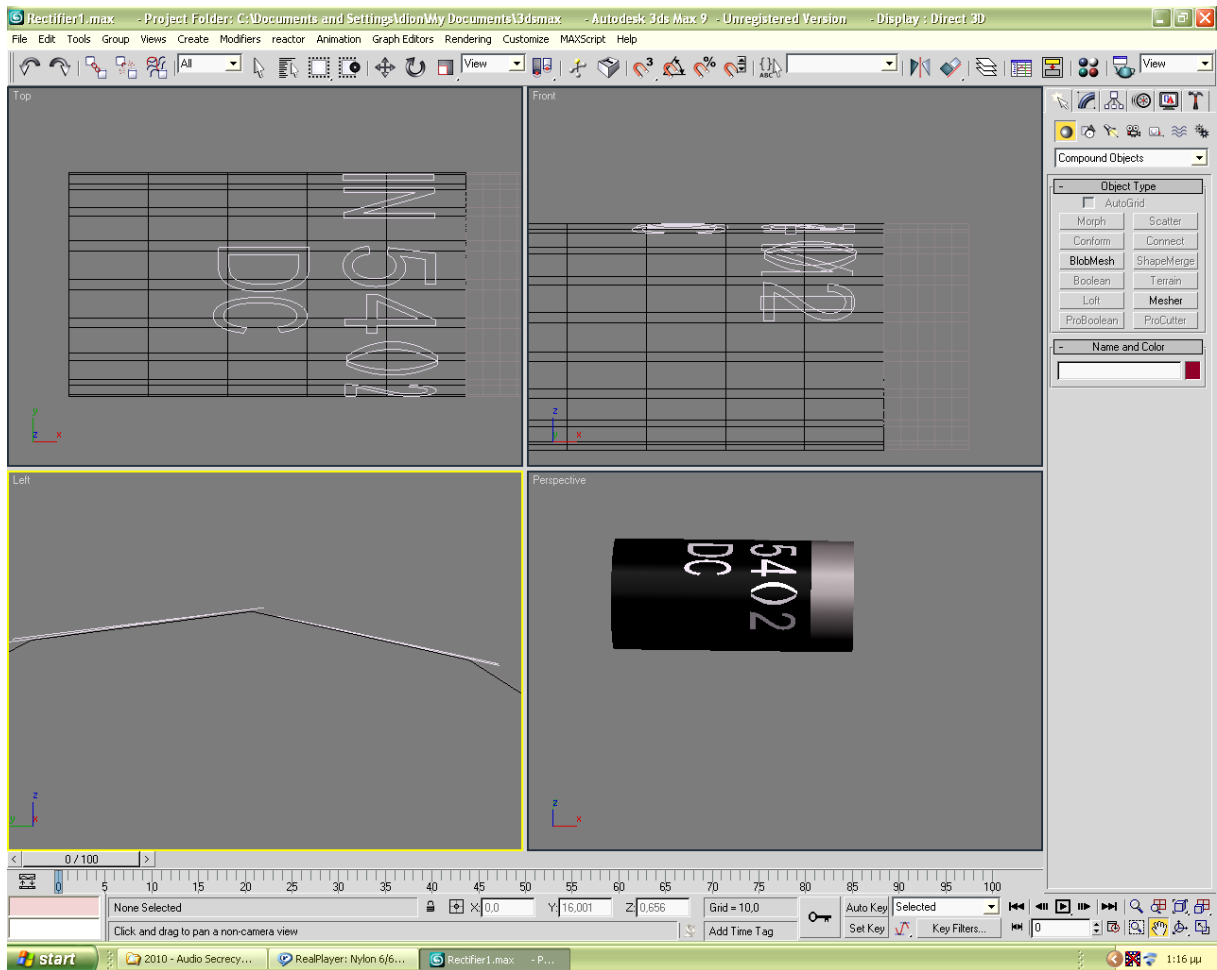 Rectifier1.max - Project Folder: C:\Documents and Settings\dion\My Documents\3dsmax - Autodesk 3ds Max 9 - Unregistered Version - Display : Direct 3D
File Edit Tools Group Views Create Modifiers reactor Animation Graph Editors Rendering Customize MAXScript Help
All View View
Top
Front
IN 5402
DC
Compound Objects
- Object Type
AutoGrid
Morph Scatter
Conform Connect
BlobMesh ShapeMerge
Boolean Terrain
Loft Mesher
ProBoolean ProCutter
- Name and Color
y
z x
z
y x
Left
Perspective
5402
DC
z
y x
z
x
< 0 / 100 >
0 5 10 15 20 25 30 35 40 45 50 55 60 65 70 75 80 85 90 95 100
None Selected X: 0,0 Y: 16,001 Z: 0,656 Grid = 10,0 Auto Key Selected
Click and drag to pan a non-camera view Add Time Tag Set Key Key Filters... 0
start 2010 - Audio Secrecy... RealPlayer: Nylon 6/6... Rectifier1.max - P... 1:16 μμ